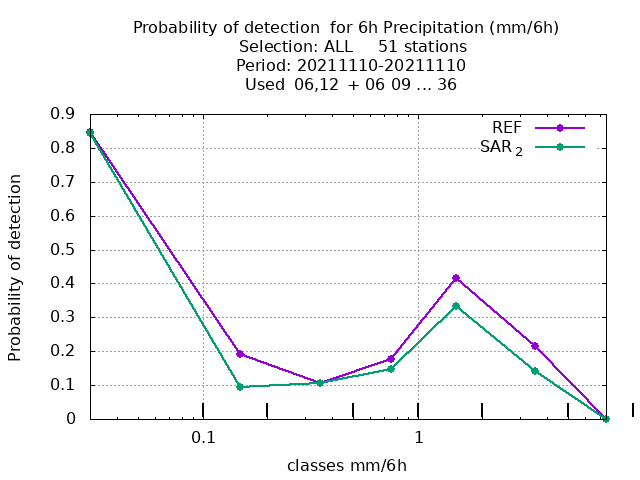 Probability of detection  for 6h Precipitation (mm/6h)
Selection: ALL     51 stations
Period: 20211110-20211110
Used  06,12  + 06 09 ... 36
REF
SAR 2
0.9
0.8
0.7
0.6
0.5
0.4
0.3
0.2
0.1
0
Probability of detection
0.1 1
classes mm/6h